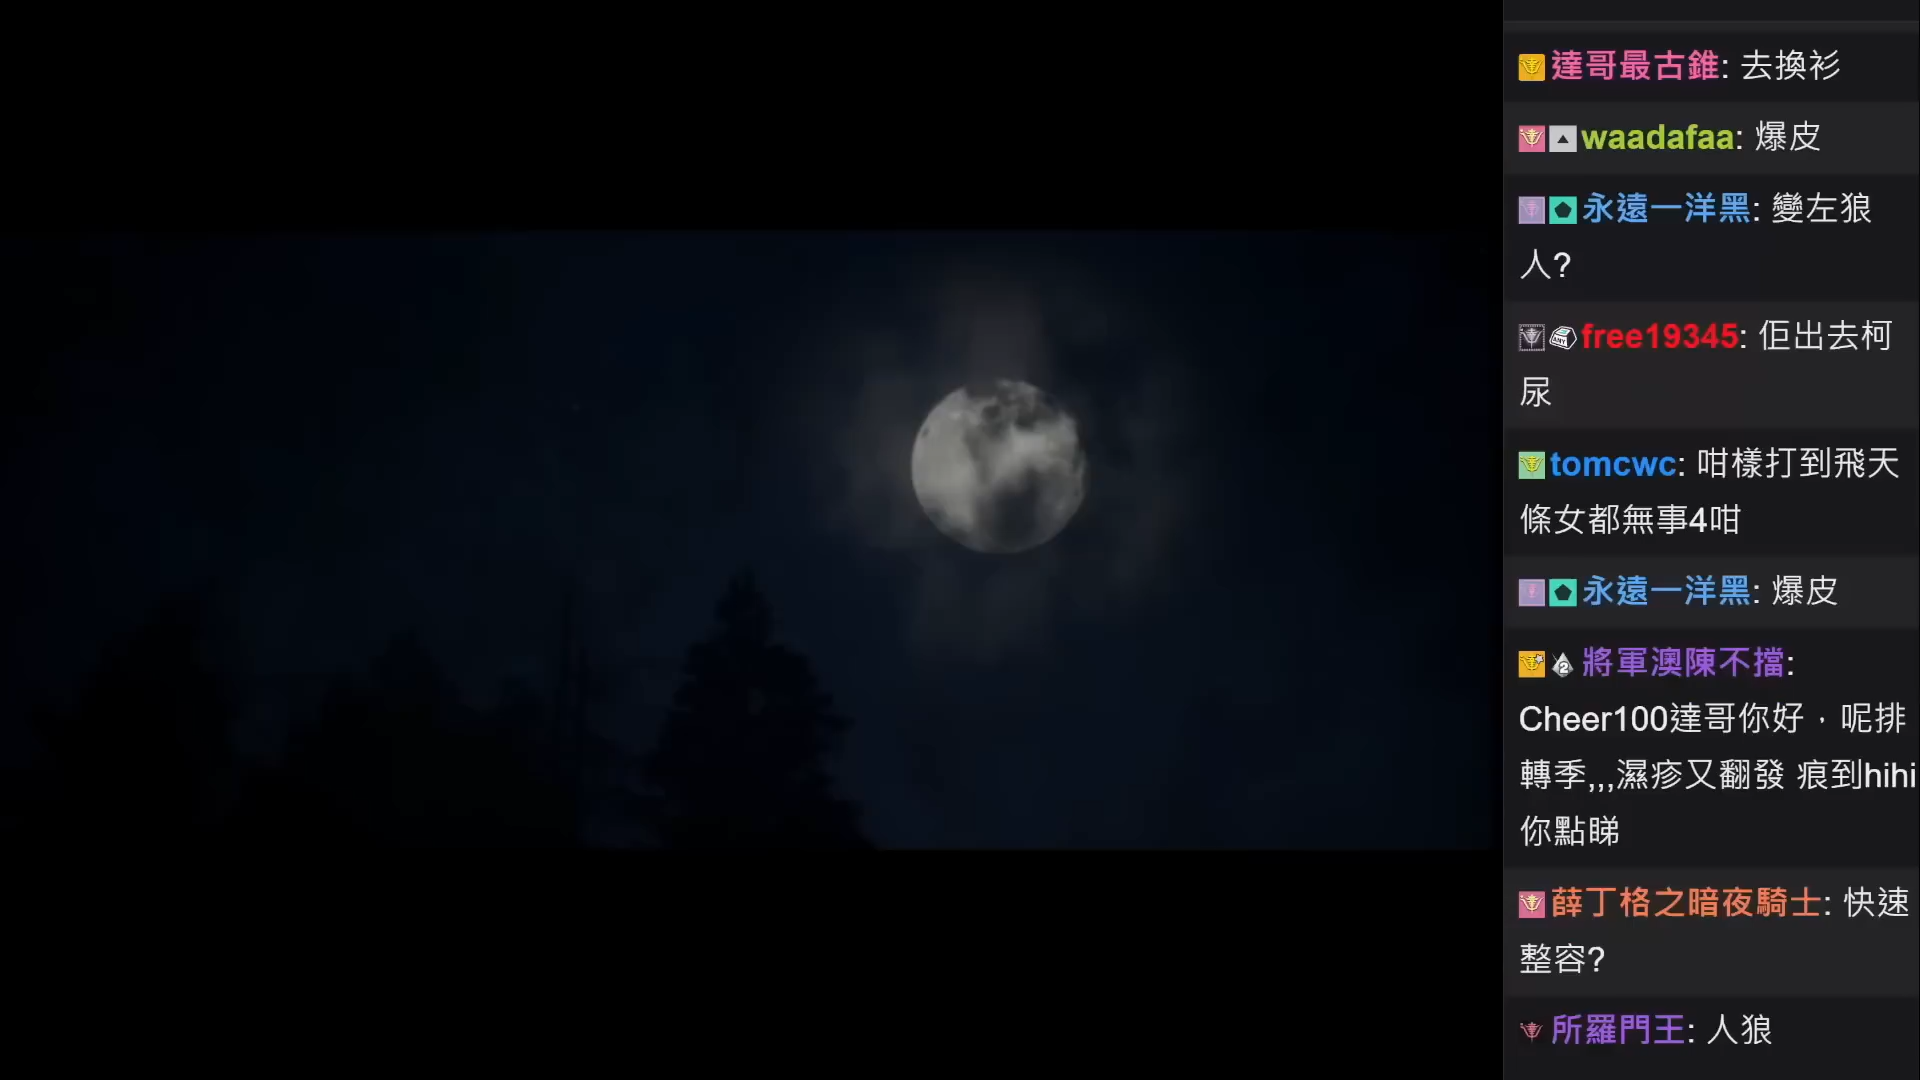 達哥最古錐: 去換衫
waadafaa: 爆皮
永遠一洋黑: 變左狼
人?
free19345: 佢出去柯
尿
tomcwc: 咁樣打到飛天
條女都無事4咁
永遠一洋黑: 爆皮
將軍澳陳不擋:
Cheer100達哥你好，呢排
轉季,,,濕疹又翻發 痕到hihi
你點睇
薛丁格之暗夜騎士: 快速
整容?
所羅門王: 人狼